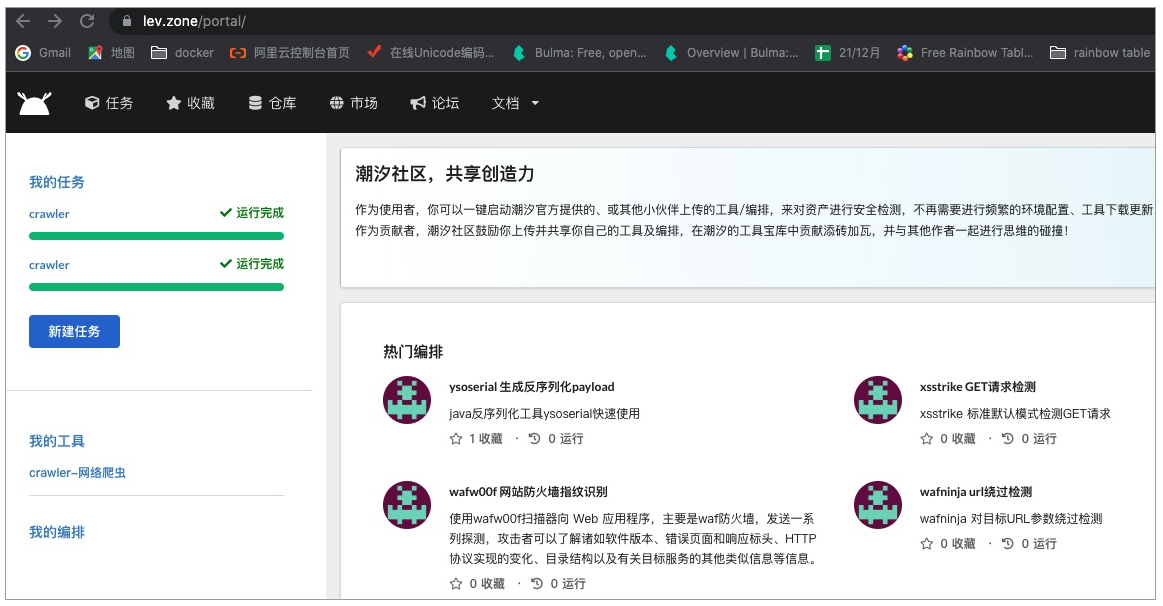 lev.zone/portal/
Gmail 地图 docker 阿里云控制台首页 在线Unicode编码... Bulma: Free, open... Overview | Bulma:... 21/12月 Free Rainbow Tabl... rainbow table
任务 收藏 仓库 市场 论坛 文档
我的任务
crawler 运行完成
crawler 运行完成
新建任务
我的工具
crawler-网络爬虫
我的编排
潮汐社区，共享创造力
作为使用者，你可以一键启动潮汐官方提供的、或其他小伙伴上传的工具/编排，来对资产进行安全检测，不再需要进行频繁的环境配置、工具下载更新
作为贡献者，潮汐社区鼓励你上传并共享你自己的工具及编排，在潮汐的工具宝库中贡献添砖加瓦，并与其他作者一起进行思维的碰撞！
热门编排
ysoserial 生成反序列化payload
java反序列化工具ysoserial快速使用
1 收藏 · 0 运行
xsstrike GET请求检测
xsstrike 标准默认模式检测GET请求
0 收藏 · 0 运行
wafw00f 网站防火墙指纹识别
使用wafw00f扫描器向 Web 应用程序，主要是waf防火墙，发送一系
列探测，攻击者可以了解诸如软件版本、错误页面和响应标头、HTTP
协议实现的变化、目录结构以及有关目标服务的其他类似信息等信息。
0 收藏 · 0 运行
wafninja url绕过检测
wafninja 对目标URL参数绕过检测
0 收藏 · 0 运行